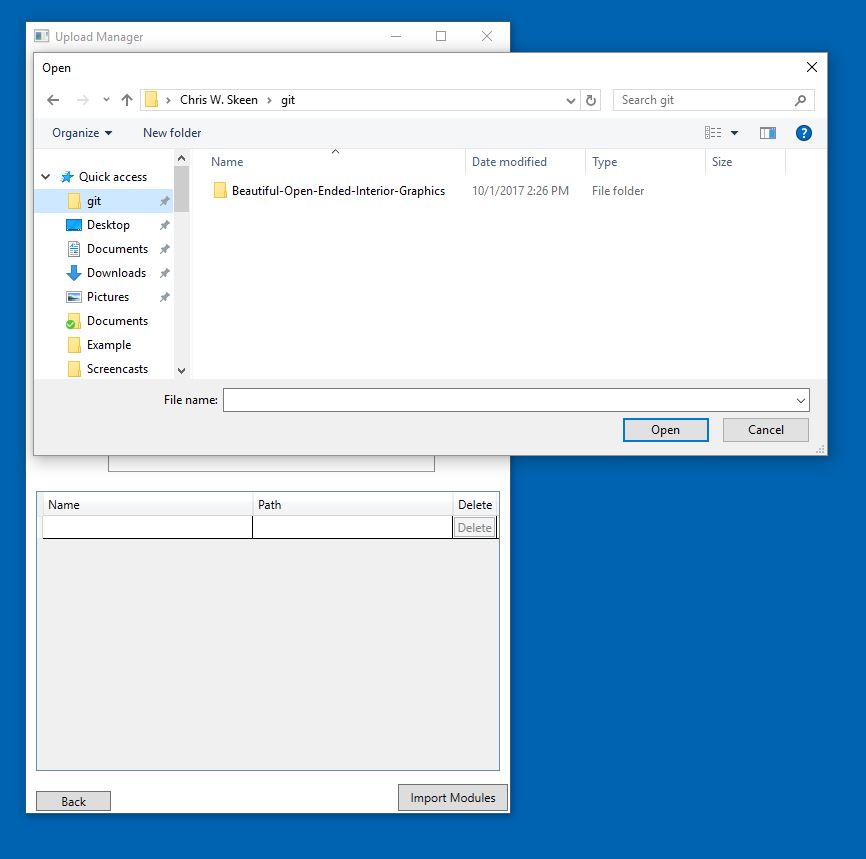 Upload Manager
Open
Chris W. Skeen
git
Search git
Organize
New folder
?
Name
Date modified
Type
Size
Quick access
git
Desktop
Documents
Downloads
Pictures
Documents
Example
Screencasts
Beautiful-Open-Ended-Interior-Graphics
10/1/2017 2:26 PM
File folder
File name:
Open
Cancel
Name
Path
Delete
Delete
Back
Import Modules